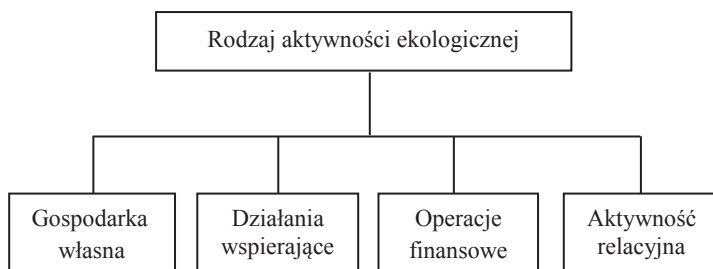 Rodzaj aktywności ekologicznej
Gospodarka
własna
Działania
wspierające
Operacje
finansowe
Aktywność
relacyjna